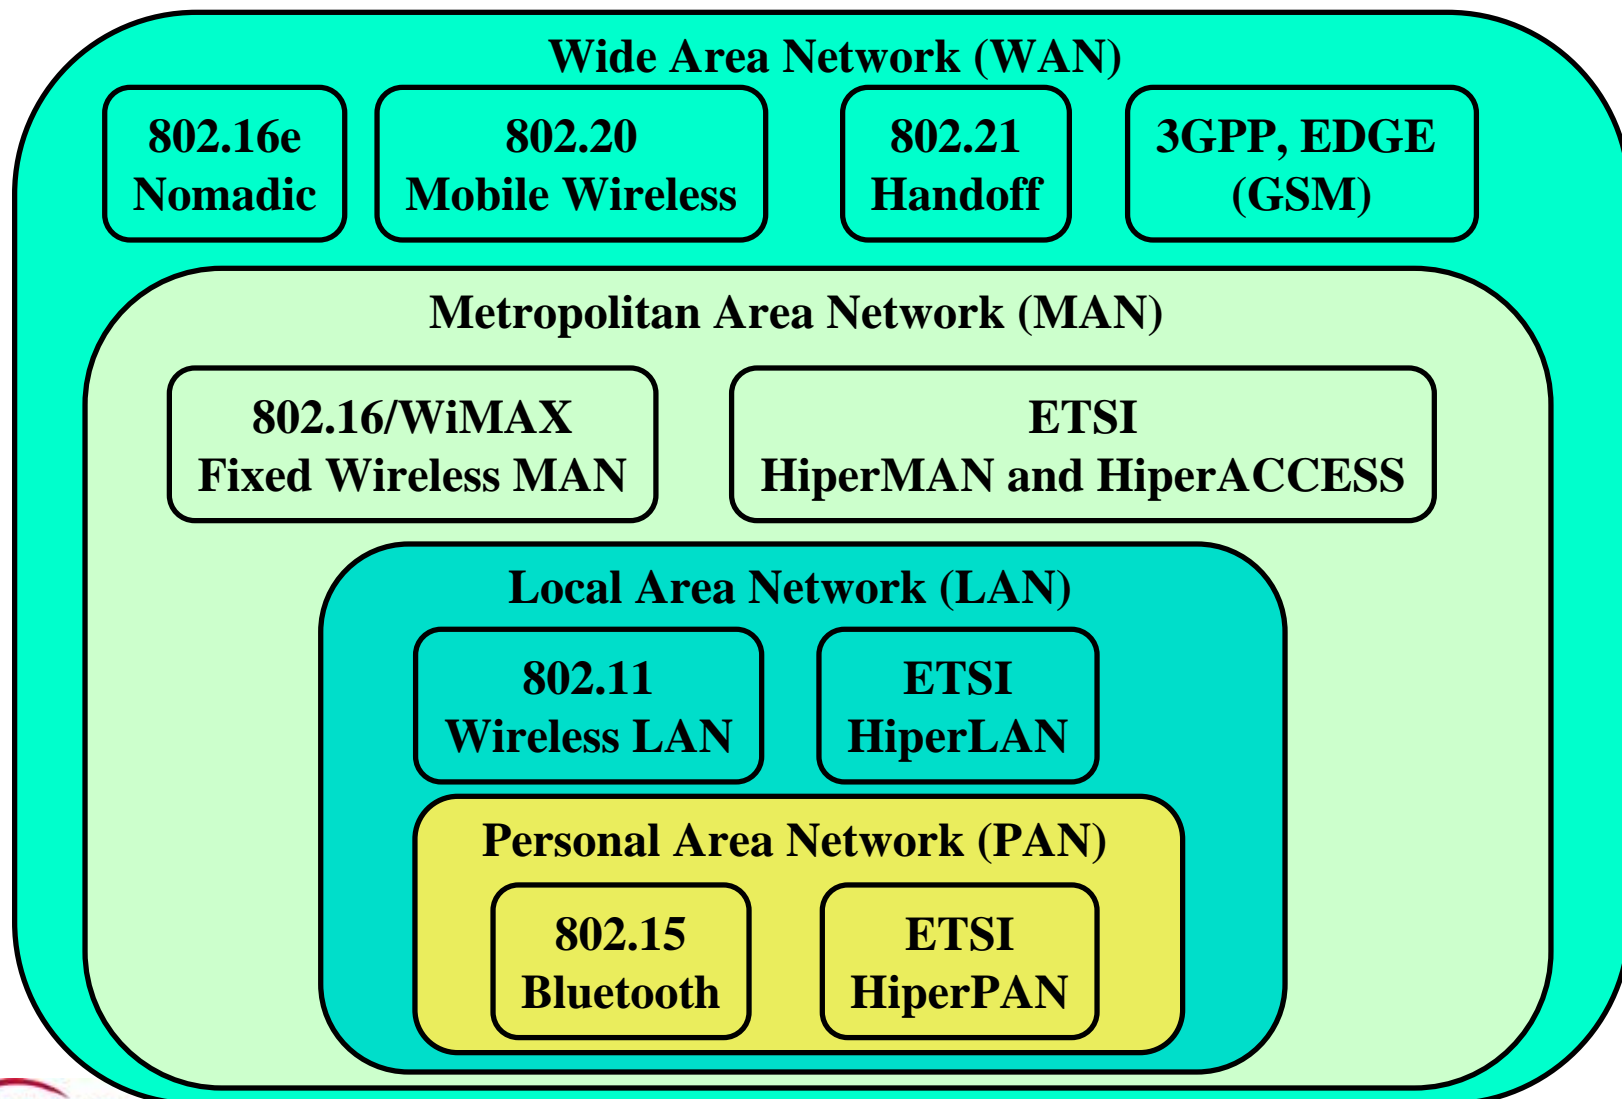 Wide Area Network (WAN)
802.16e
Nomadic
802.20
Mobile Wireless
802.21
Handoff
3GPP, EDGE
(GSM)
Metropolitan Area Network (MAN)
802.16/WiMAX
Fixed Wireless MAN
ETSI
HiperMAN and HiperACCESS
Local Area Network (LAN)
802.11
Wireless LAN
ETSI
HiperLAN
Personal Area Network (PAN)
802.15
Bluetooth
ETSI
HiperPAN